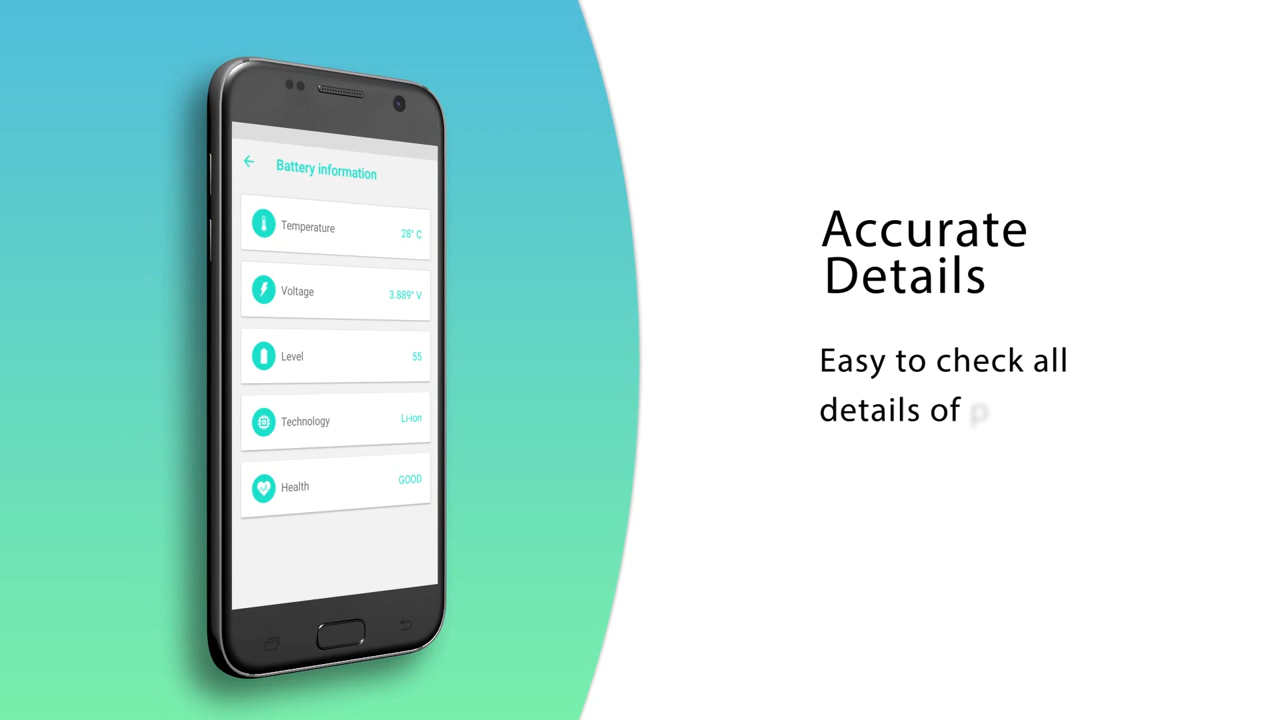 Battery information
Temperature 28° C
Voltage 3.889° V
Level 55
Technology Li-ion
Health GOOD
Accurate
Details
Easy to check all
details of p